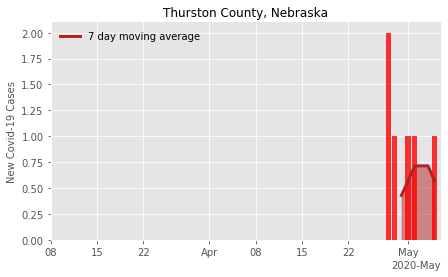 Thurston County, Nebraska
7 day moving average
New Covid-19 Cases
2.00
1.75
1.50
1.25
1.00
0.75
0.50
0.25
0.00
08 15 22 Apr 08 15 22 May
2020-May